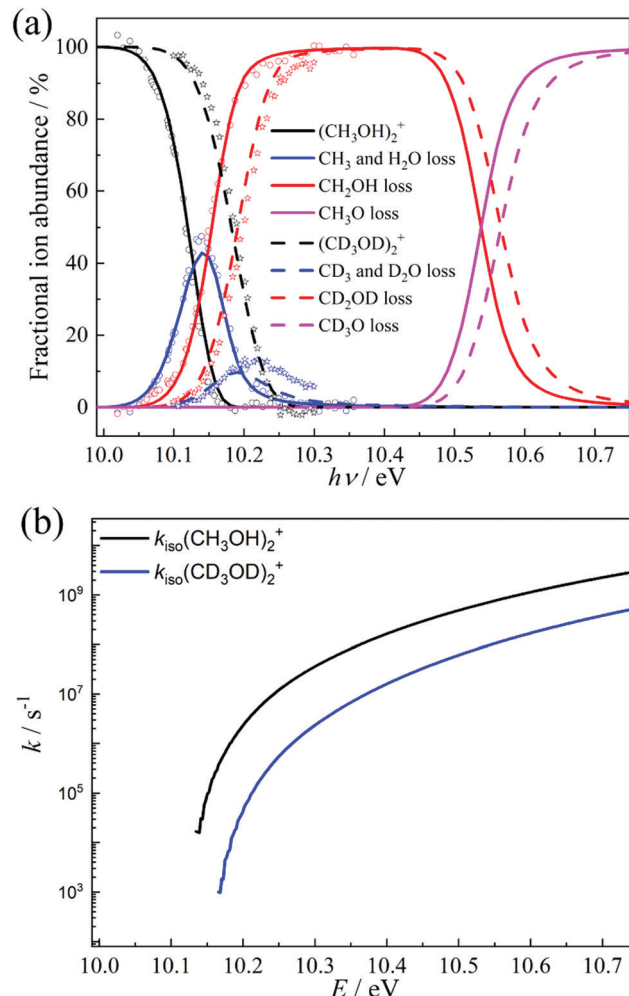 (a)
100
80
60
40
20
0
Fractional ion abundance / %
(CH₃OH)₂⁺
CH₃ and H₂O loss
CH₂OH loss
CH₃O loss
(CD₃OD)₂⁺
CD₃ and D₂O loss
CD₂OD loss
CD₃O loss
10.0 10.1 10.2 10.3 10.4 10.5 10.6 10.7
hν / eV
(b)
k_iso(CH₃OH)₂⁺
k_iso(CD₃OD)₂⁺
10⁹
10⁷
10⁵
10³
k / s⁻¹
10.0 10.1 10.2 10.3 10.4 10.5 10.6 10.7
E / eV